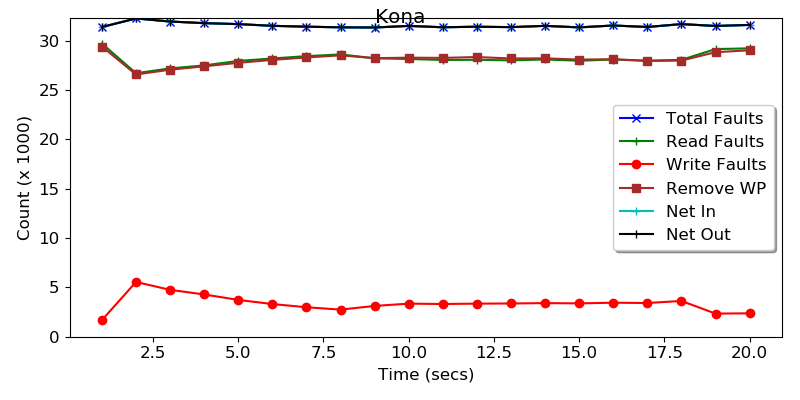 Kona
Count (x 1000)
30
25
20
15
10
5
0
Total Faults
Read Faults
Write Faults
Remove WP
Net In
Net Out
2.5 5.0 7.5 10.0 12.5 15.0 17.5 20.0
Time (secs)